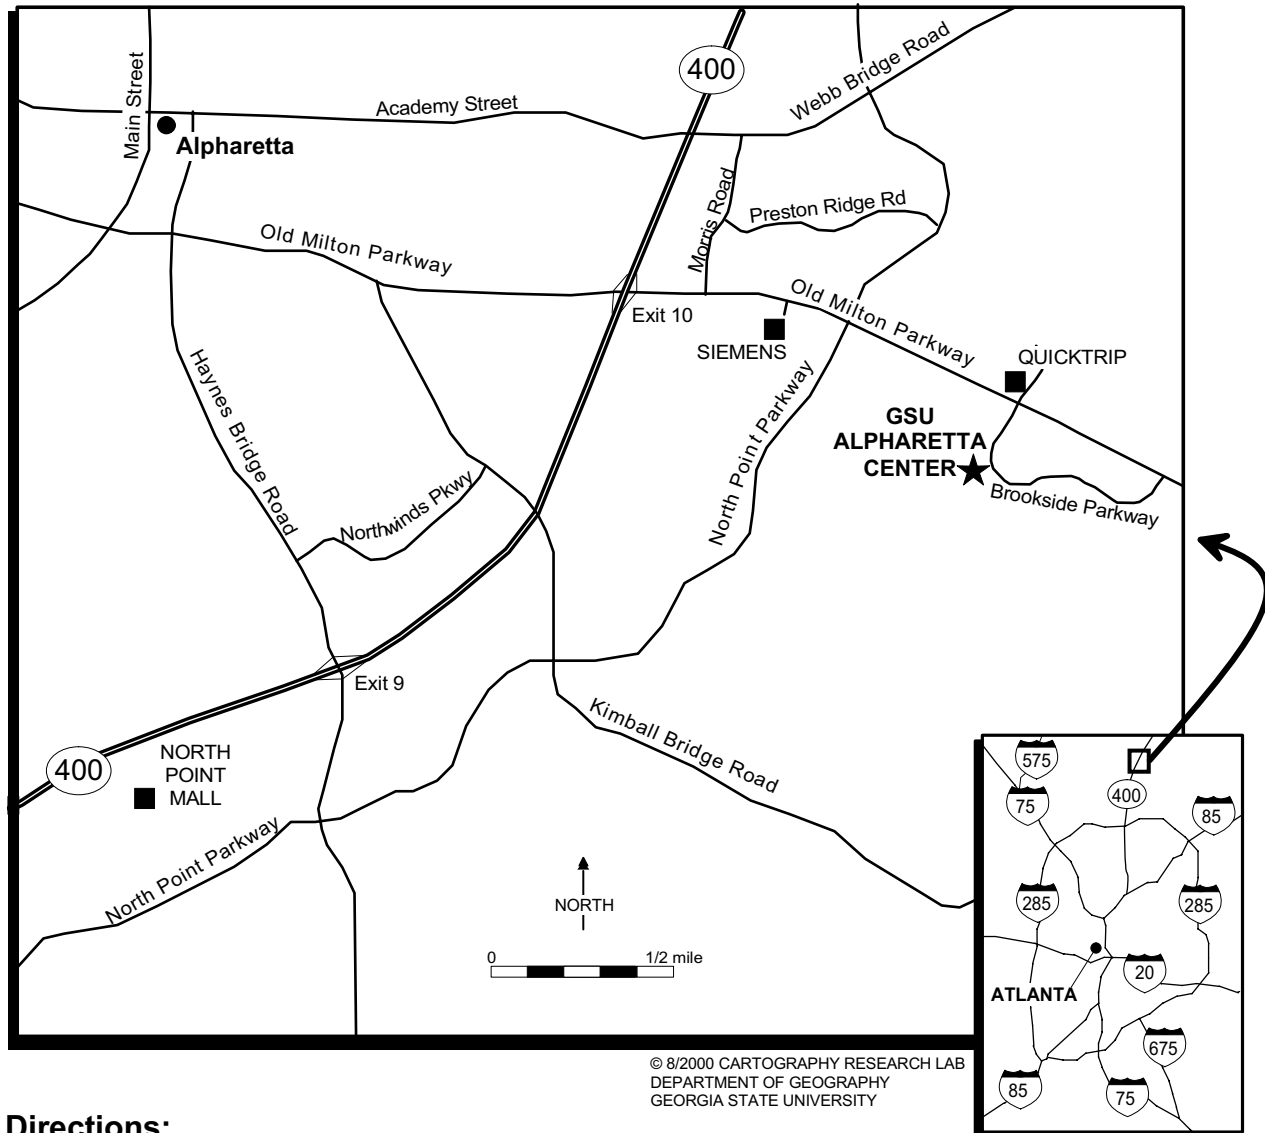 400
Main Street
Academy Street
Webb Bridge Road
Alpharetta
Morris Road
Preston Ridge Rd
Old Milton Parkway
Old Milton Parkway
Exit 10
SIEMENS
QUICKTRIP
Haynes Bridge Road
North Point Parkway
GSU
ALPHARETTA
CENTER
Northwinds Pkwy
Brookside Parkway
Exit 9
Kimball Bridge Road
400
NORTH
POINT
MALL
North Point Parkway
NORTH
0 1/2 mile
575
75
400
85
285
285
20
ATLANTA
675
85
75
© 8/2000 CARTOGRAPHY RESEARCH LAB
DEPARTMENT OF GEOGRAPHY
GEORGIA STATE UNIVERSITY
Directions: